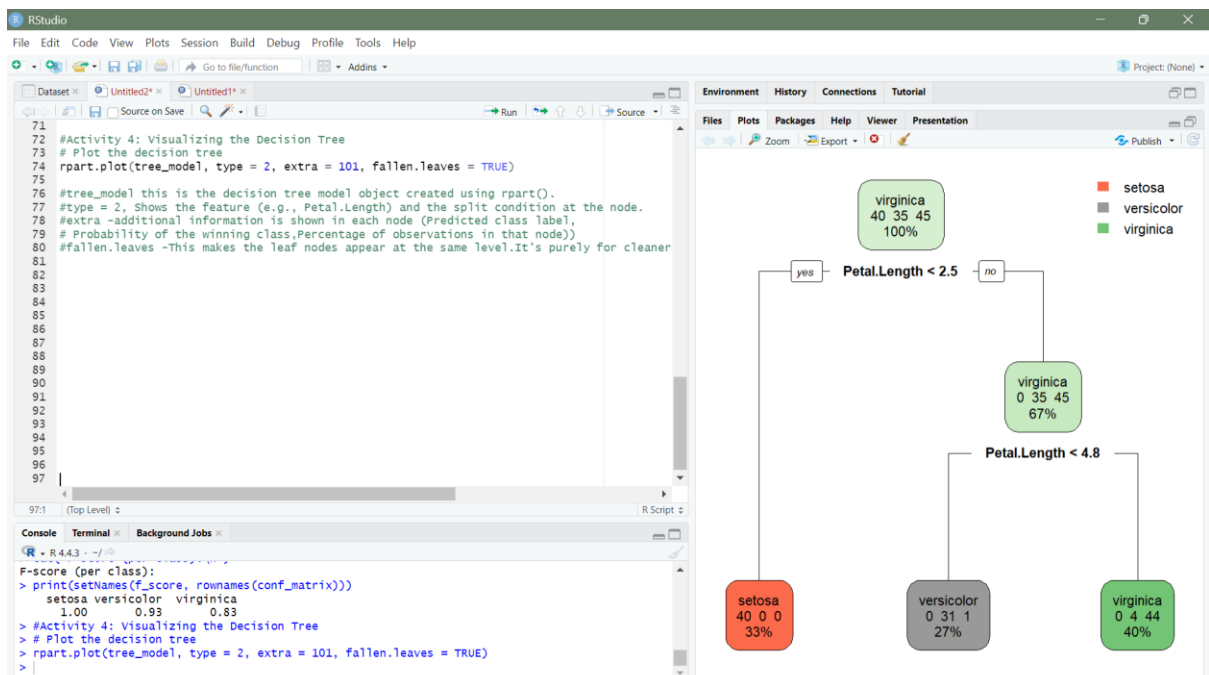 RStudio
File Edit Code View Plots Session Build Debug Profile Tools Help
Go to file/function Addins Project: (None)
Dataset Untitled2* Untitled1*
Source on Save Run Source
71
72 #Activity 4: Visualizing the Decision Tree
73 # Plot the decision tree
74 rpart.plot(tree_model, type = 2, extra = 101, fallen.leaves = TRUE)
75
76 #tree_model this is the decision tree model object created using rpart().
77 #type = 2, Shows the feature (e.g., Petal.Length) and the split condition at the node.
78 #extra -additional information is shown in each node (Predicted class label,
79 # Probability of the winning class,Percentage of observations in that node))
80 #fallen.leaves -This makes the leaf nodes appear at the same level.It's purely for cleaner
81
82
83
84
85
86
87
88
89
90
91
92
93
94
95
96
97
97:1 (Top Level) R Script
Console Terminal Background Jobs
R 4.4.3 · ~/
F-score (per class):
> print(setNames(f_score, rownames(conf_matrix)))
setosa versicolor virginica
1.00 0.93 0.83
> #Activity 4: Visualizing the Decision Tree
> # Plot the decision tree
> rpart.plot(tree_model, type = 2, extra = 101, fallen.leaves = TRUE)
>
Environment History Connections Tutorial
Files Plots Packages Help Viewer Presentation
Zoom Export Publish
virginica
40 35 45
100%
setosa
versicolor
virginica
yes Petal.Length < 2.5 no
virginica
0 35 45
67%
Petal.Length < 4.8
setosa
40 0 0
33%
versicolor
0 31 1
27%
virginica
0 4 44
40%